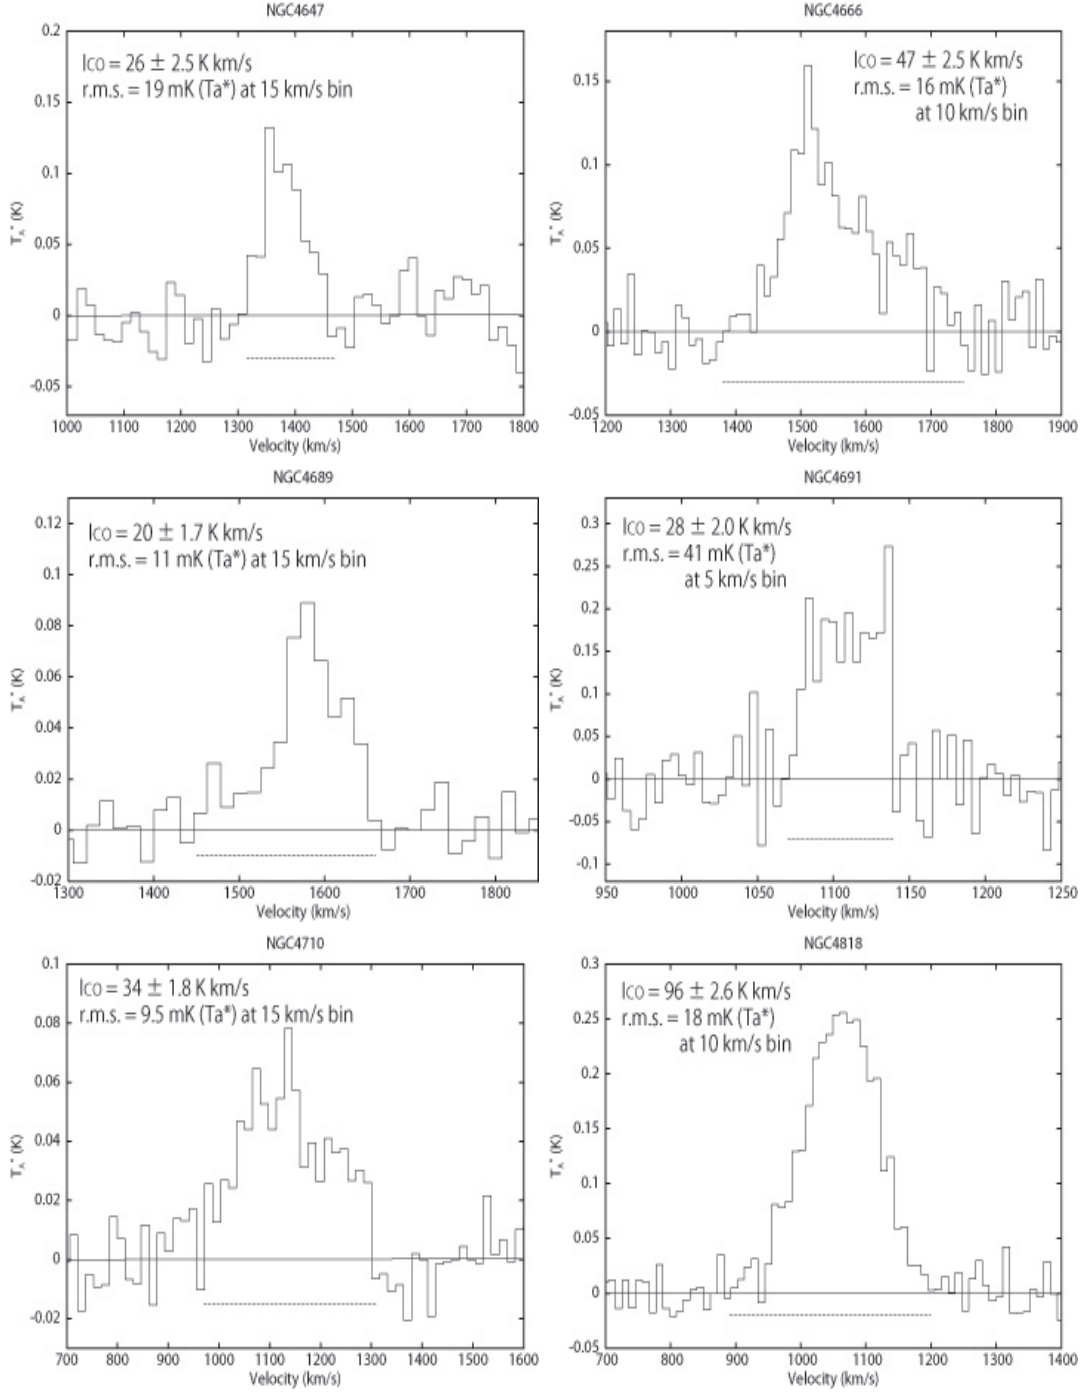 NGC4647
Ico = 26 ± 2.5 K km/s
r.m.s. = 19 mK (Ta*) at 15 km/s bin
0.2
0.15
0.1
0.05
0
-0.05
T_A^* (K)
1000 1100 1200 1300 1400 1500 1600 1700 1800
Velocity (km/s)
NGC4666
Ico = 47 ± 2.5 K km/s
r.m.s. = 16 mK (Ta*)
at 10 km/s bin
0.15
0.1
0.05
0
-0.05
T_A^* (K)
1200 1300 1400 1500 1600 1700 1800 1900
Velocity (km/s)
NGC4689
Ico = 20 ± 1.7 K km/s
r.m.s. = 11 mK (Ta*) at 15 km/s bin
0.12
0.1
0.08
0.06
0.04
0.02
0
-0.02
T_A^* (K)
1300 1400 1500 1600 1700 1800
Velocity (km/s)
NGC4691
Ico = 28 ± 2.0 K km/s
r.m.s. = 41 mK (Ta*)
at 5 km/s bin
0.3
0.25
0.2
0.15
0.1
0.05
0
-0.05
-0.1
T_A^* (K)
950 1000 1050 1100 1150 1200 1250
Velocity (km/s)
NGC4710
Ico = 34 ± 1.8 K km/s
r.m.s. = 9.5 mK (Ta*) at 15 km/s bin
0.1
0.08
0.06
0.04
0.02
0
-0.02
T_A^* (K)
700 800 900 1000 1100 1200 1300 1400 1500 1600
Velocity (km/s)
NGC4818
Ico = 96 ± 2.6 K km/s
r.m.s. = 18 mK (Ta*)
at 10 km/s bin
0.3
0.25
0.2
0.15
0.1
0.05
0
-0.05
T_A^* (K)
700 800 900 1000 1100 1200 1300 1400
Velocity (km/s)